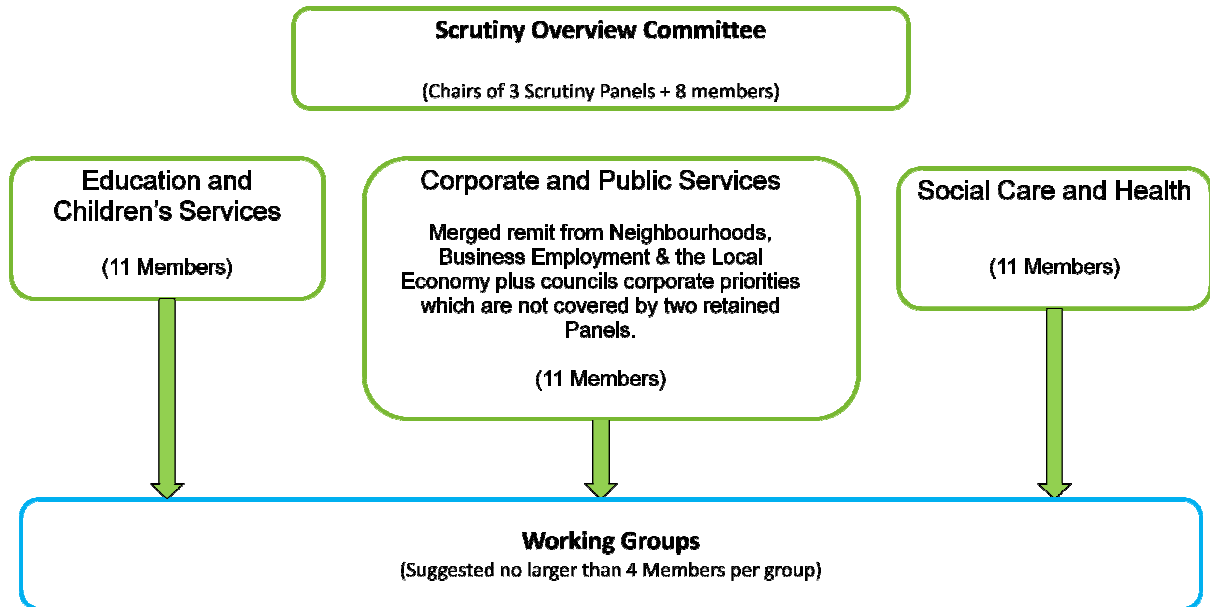 Scrutiny Overview Committee
(Chairs of 3 Scrutiny Panels + 8 members)
Education and
Children's Services
(11 Members)
Corporate and Public Services
Merged remit from Neighbourhoods,
Business Employment & the Local
Economy plus councils corporate priorities
which are not covered by two retained
Panels.
(11 Members)
Social Care and Health
(11 Members)
Working Groups
(Suggested no larger than 4 Members per group)